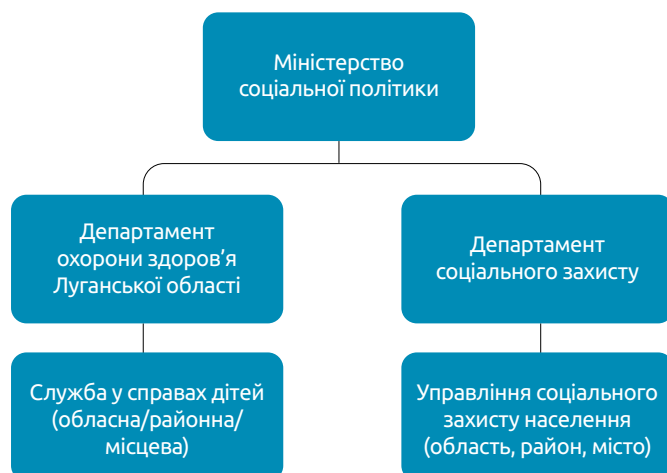 Міністерство
соціальної політики
Департамент
охорони здоров’я
Луганської області
Департамент
соціального захисту
Служба у справах дітей
(обласна/районна/
місцева)
Управління соціального
захисту населення
(область, район, місто)